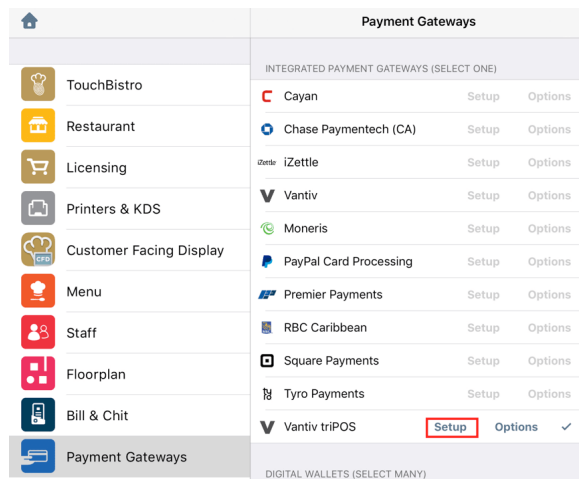 Payment Gateways
TouchBistro
Restaurant
Licensing
Printers & KDS
CFD
Customer Facing Display
Menu
Staff
Floorplan
Bill & Chit
Payment Gateways
INTEGRATED PAYMENT GATEWAYS (SELECT ONE)
Cayan Setup Options
Chase Paymentech (CA) Setup Options
iZettle iZettle Setup Options
Vantiv Setup Options
Moneris Setup Options
PayPal Card Processing Setup Options
Premier Payments Setup Options
RBC Caribbean Setup Options
Square Payments Setup Options
Tyro Payments Setup Options
Vantiv triPOS Setup Options
DIGITAL WALLETS (SELECT MANY)